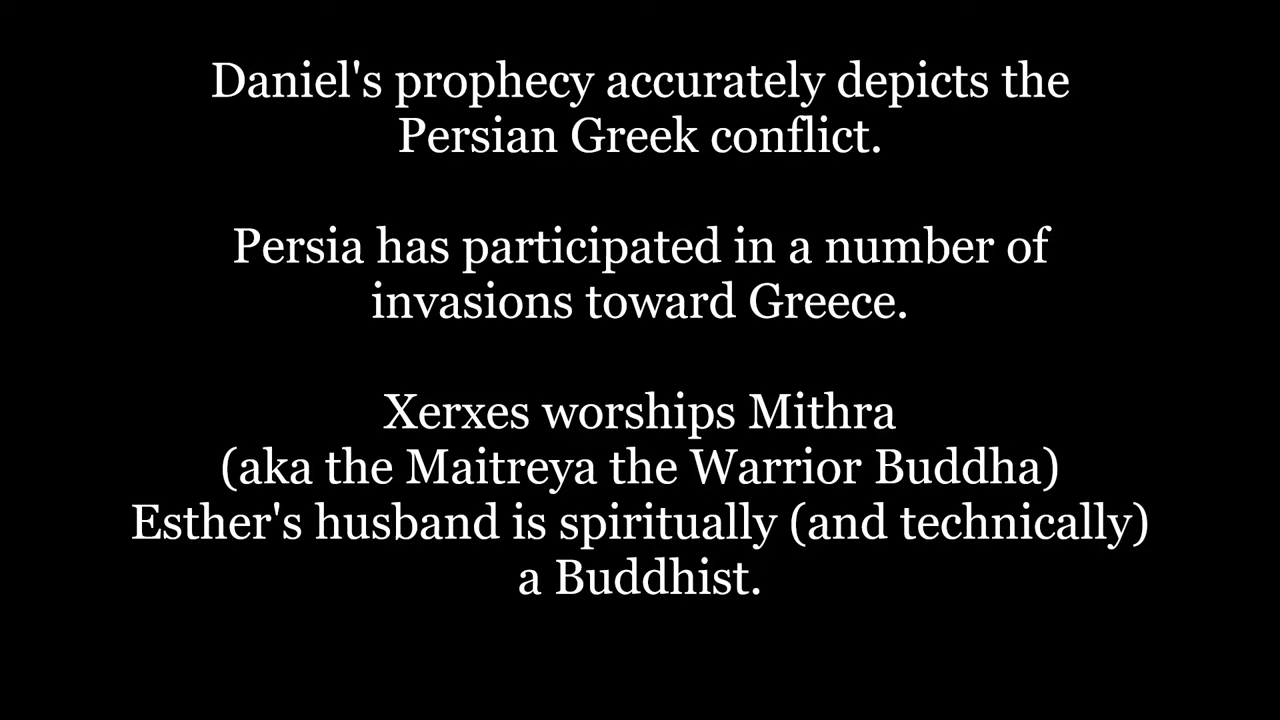 Daniel's prophecy accurately depicts the
Persian Greek conflict.
Persia has participated in a number of
invasions toward Greece.
Xerxes worships Mithra
(aka the Maitreya the Warrior Buddha)
Esther's husband is spiritually (and technically)
a Buddhist.